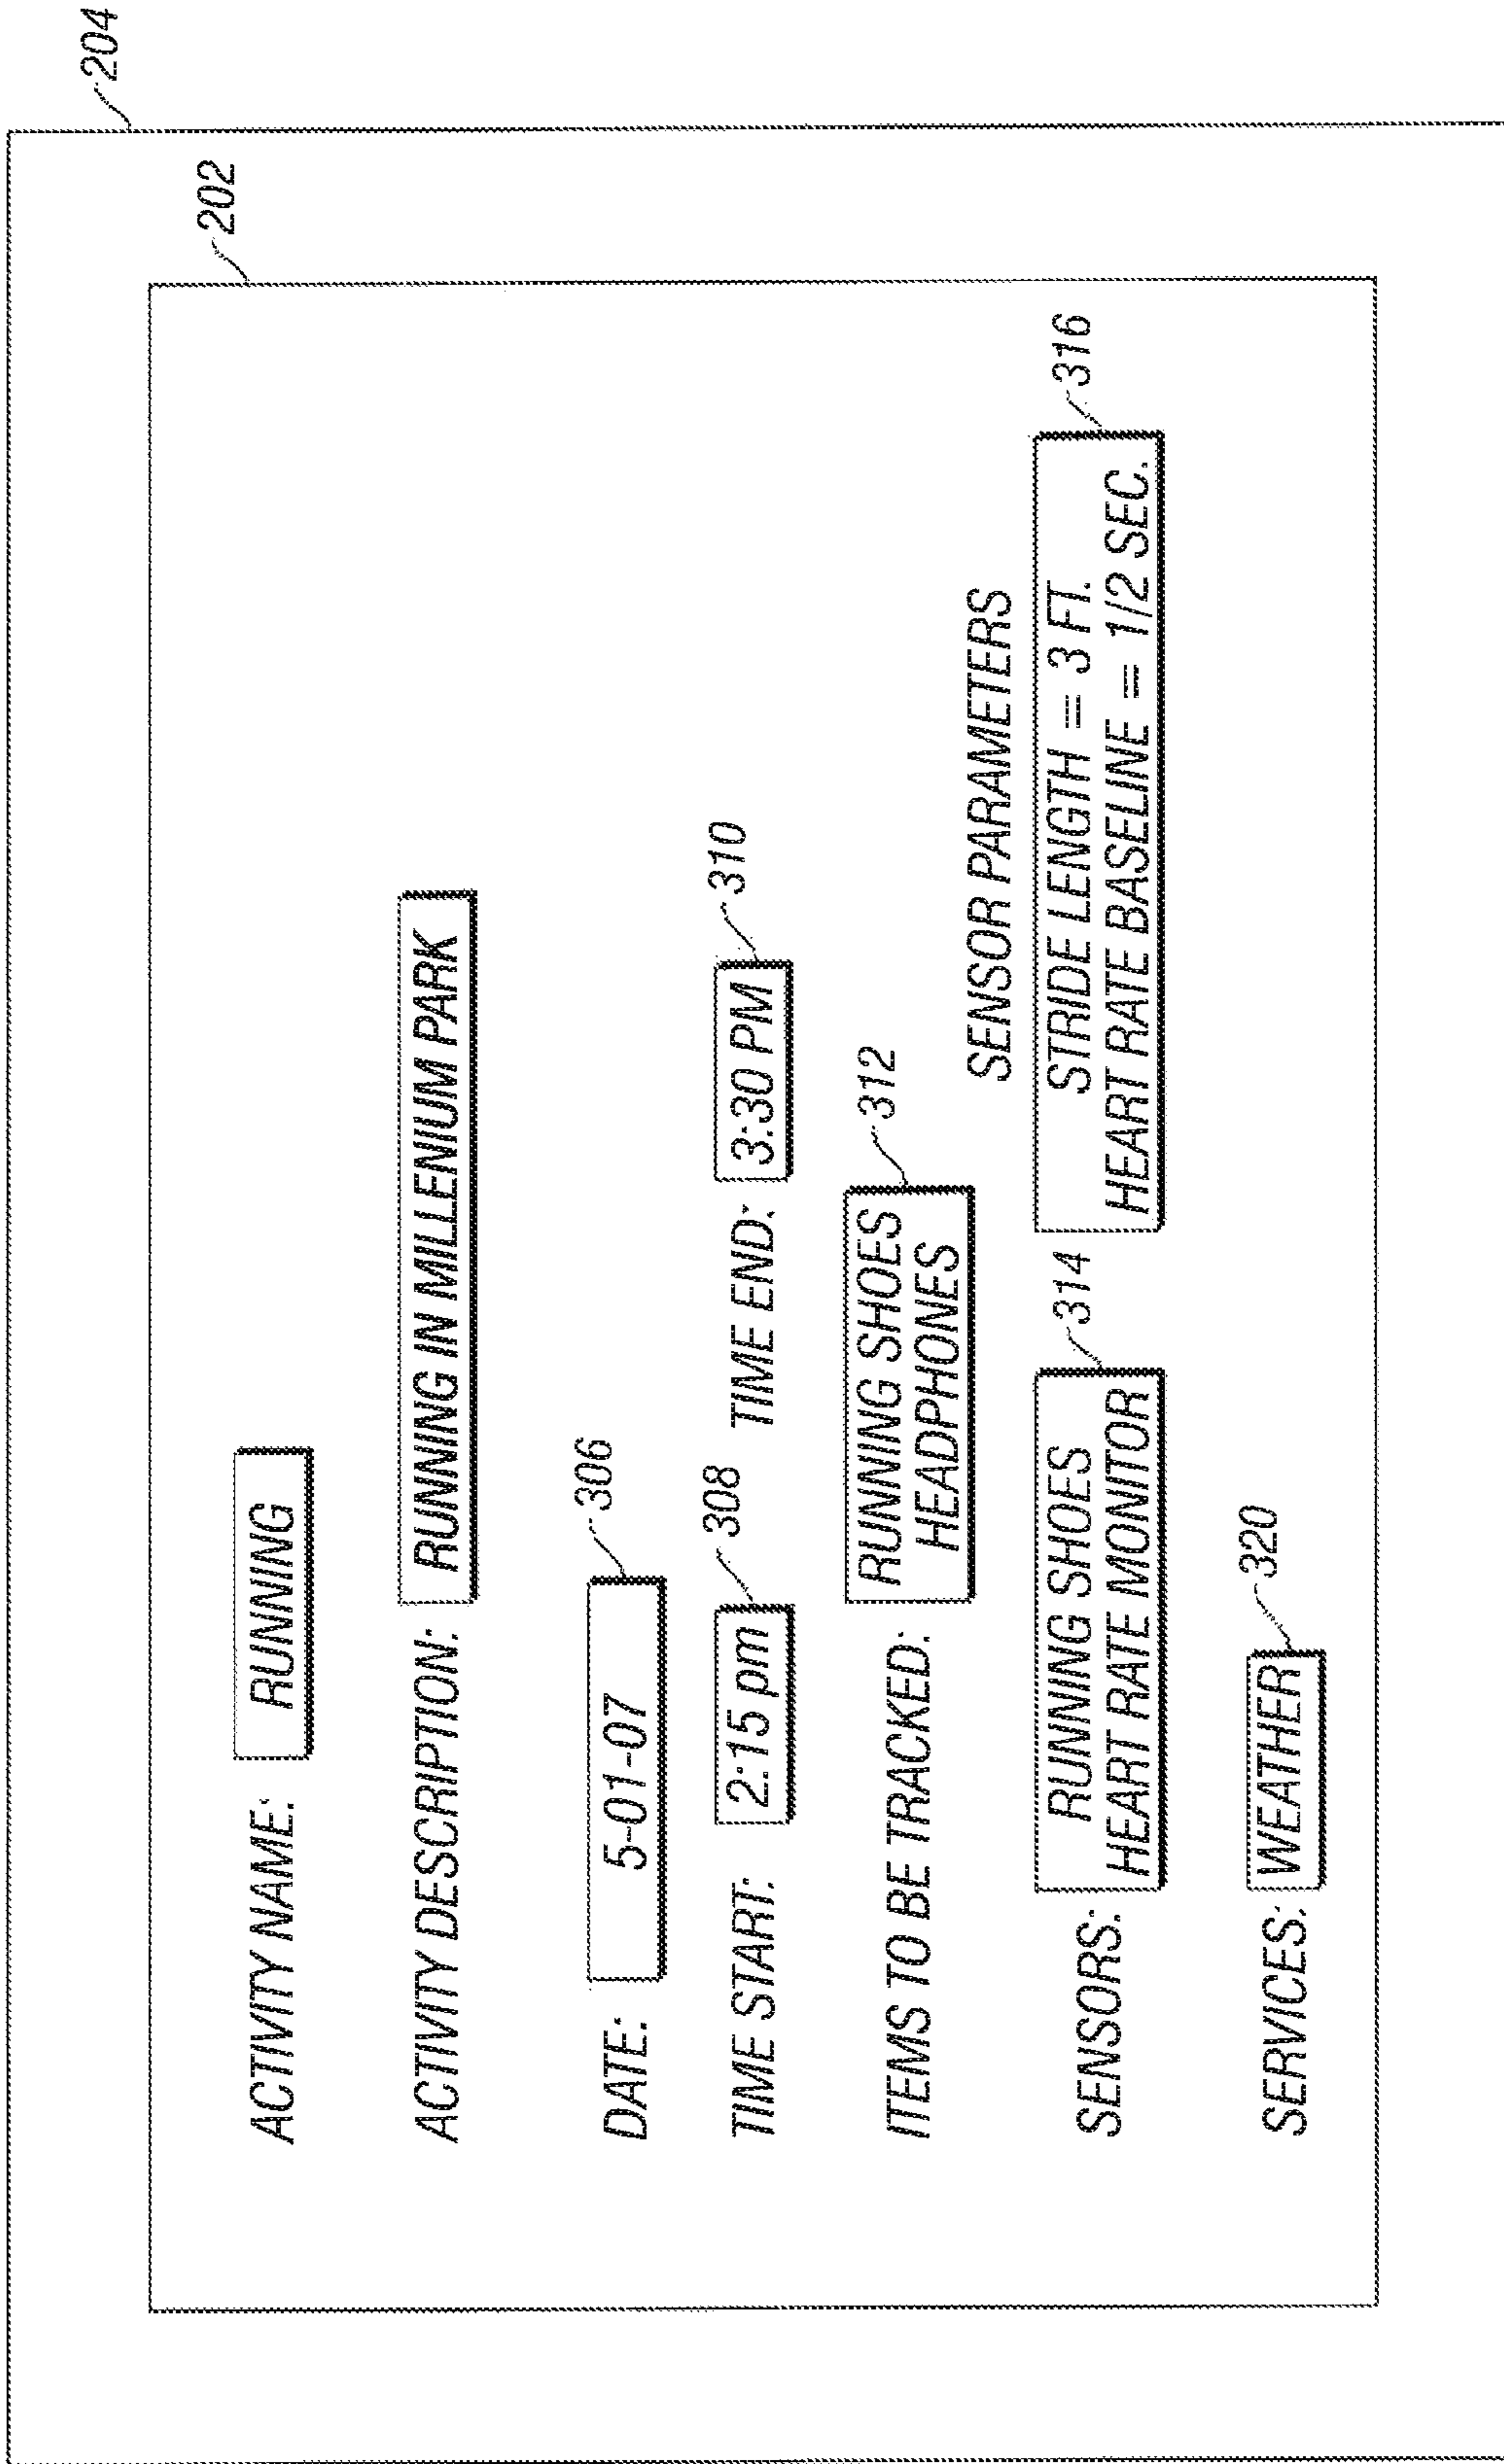 204
202
ACTIVITY NAME: RUNNING
ACTIVITY DESCRIPTION: RUNNING IN MILLENIUM PARK
306
DATE: 5-01-07
308 310
TIME START: 2:15 pm TIME END: 3:30 PM
312
ITEMS TO BE TRACKED: RUNNING SHOES
HEADPHONES
SENSOR PARAMETERS
314 316
SENSORS: RUNNING SHOES STRIDE LENGTH = 3 FT.
HEART RATE MONITOR HEART RATE BASELINE = 1/2 SEC.
320
SERVICES: WEATHER